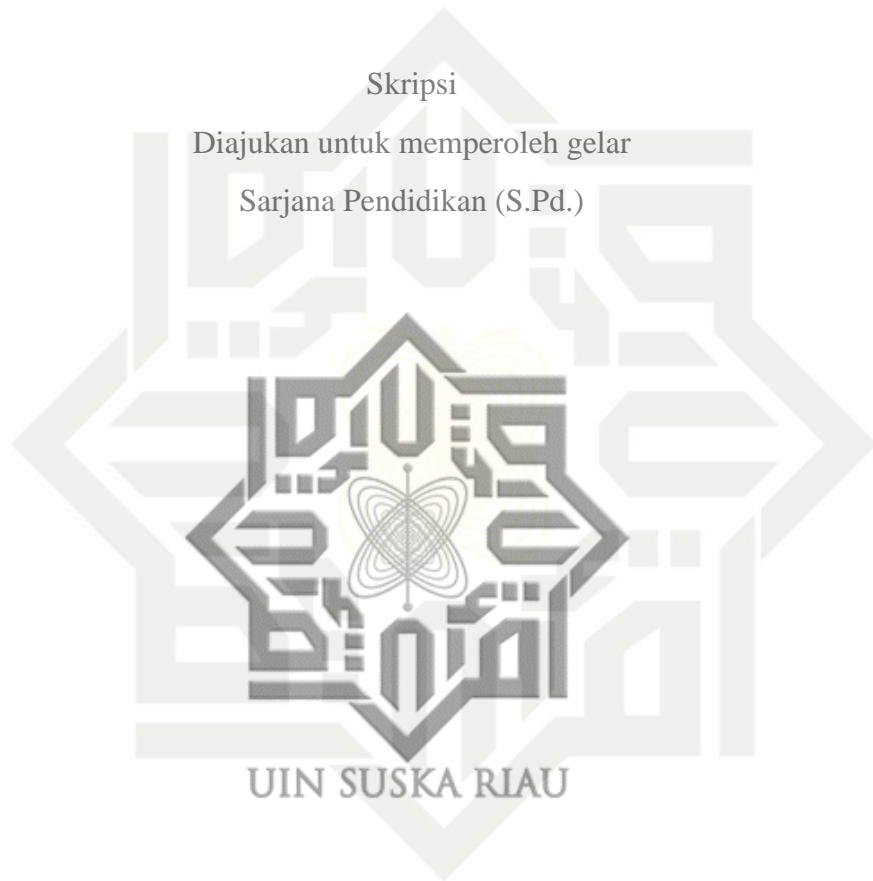 Skripsi
Diajukan untuk memperoleh gelar
Sarjana Pendidikan (S.Pd.)
UIN SUSKA RIAU